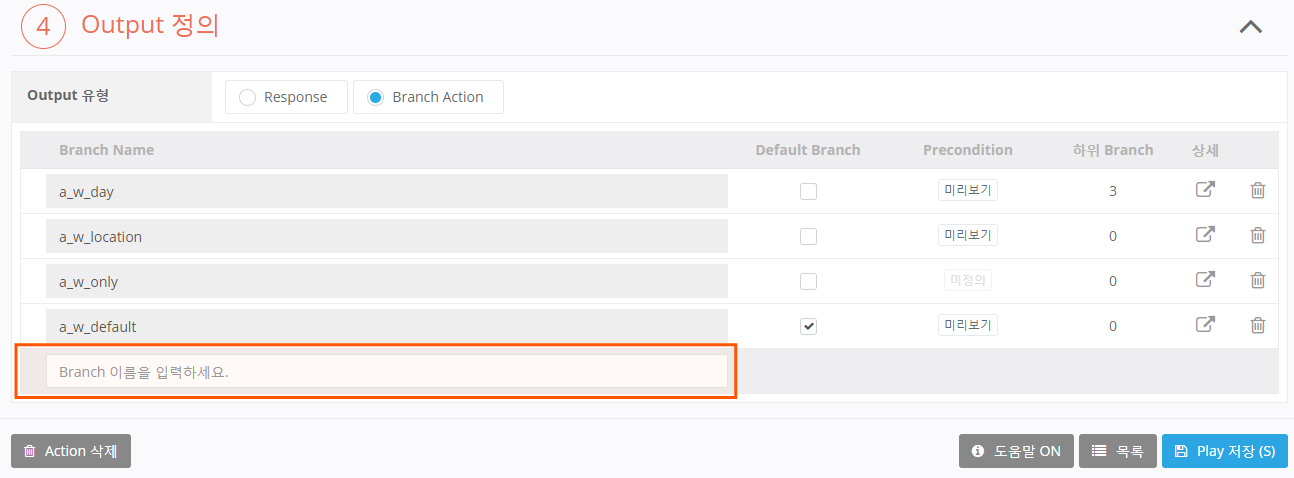 4 Output 정의
Output 유형 Response Branch Action
Branch Name Default Branch Precondition 하위 Branch 상세
a_w_day 미리보기 3
a_w_location 미리보기 0
a_w_only 미정의 0
a_w_default 미리보기 0
Branch 이름을 입력하세요.
Action 삭제 도움말 ON 목록 Play 저장 (S)